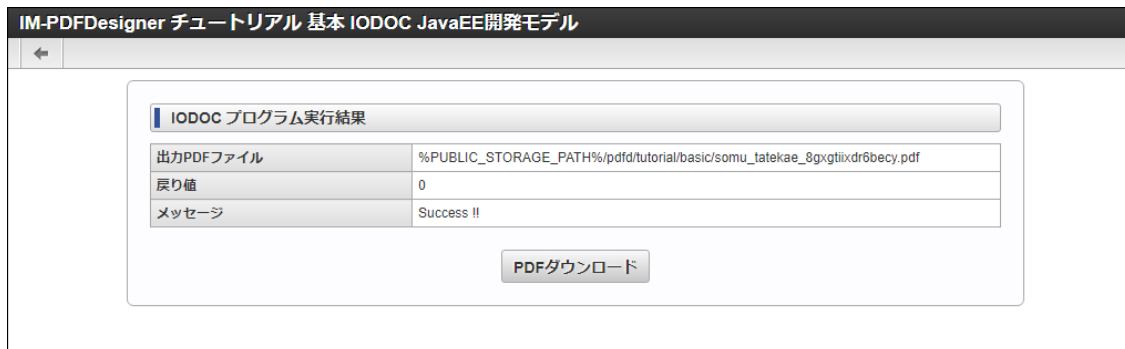 IM-PDFDesigner チュートリアル 基本 IODOC JavaEE開発モデル
IODOC プログラム実行結果
出力PDFファイル %PUBLIC_STORAGE_PATH%/pdfd/tutorial/basic/somu_tatekae_8gxgtiixdr6becy.pdf
戻り値 0
メッセージ Success !!
PDFダウンロード